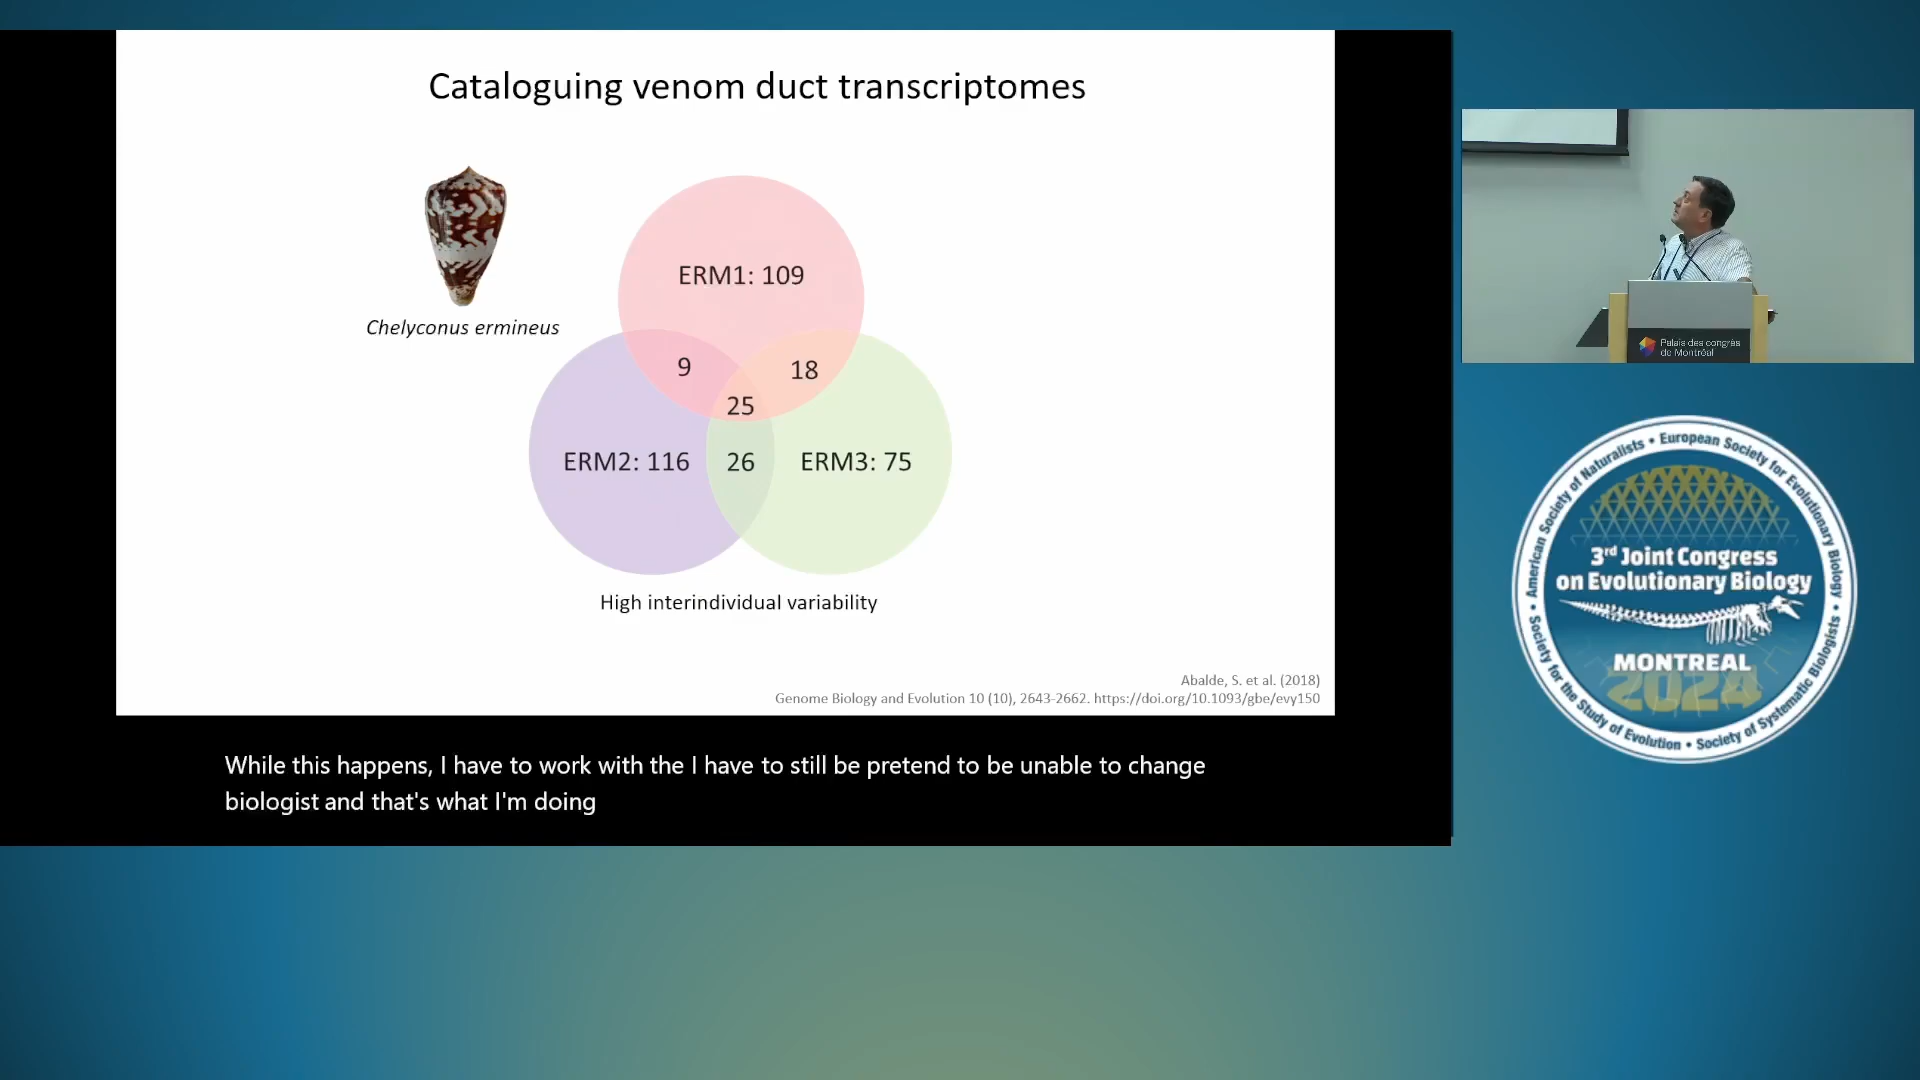 Cataloguing venom duct transcriptomes
ERM1: 109
Chelyconus ermineus
9
18
25
ERM2: 116
26
ERM3: 75
High interindividual variability
Abalde, S. et al. (2018)
Genome Biology and Evolution 10 (10), 2643-2662. https://doi.org/10.1093/gbe/evy150
While this happens, I have to work with the I have to still be pretend to be unable to change
biologist and that's what I'm doing
Palais des congrès
de Montréal
American Society of Naturalists • European Society for Evolutionary Biology • Society of Systematic Biologists • Society for the Study of Evolution •
3rd Joint Congress
on Evolutionary Biology
MONTREAL
2024